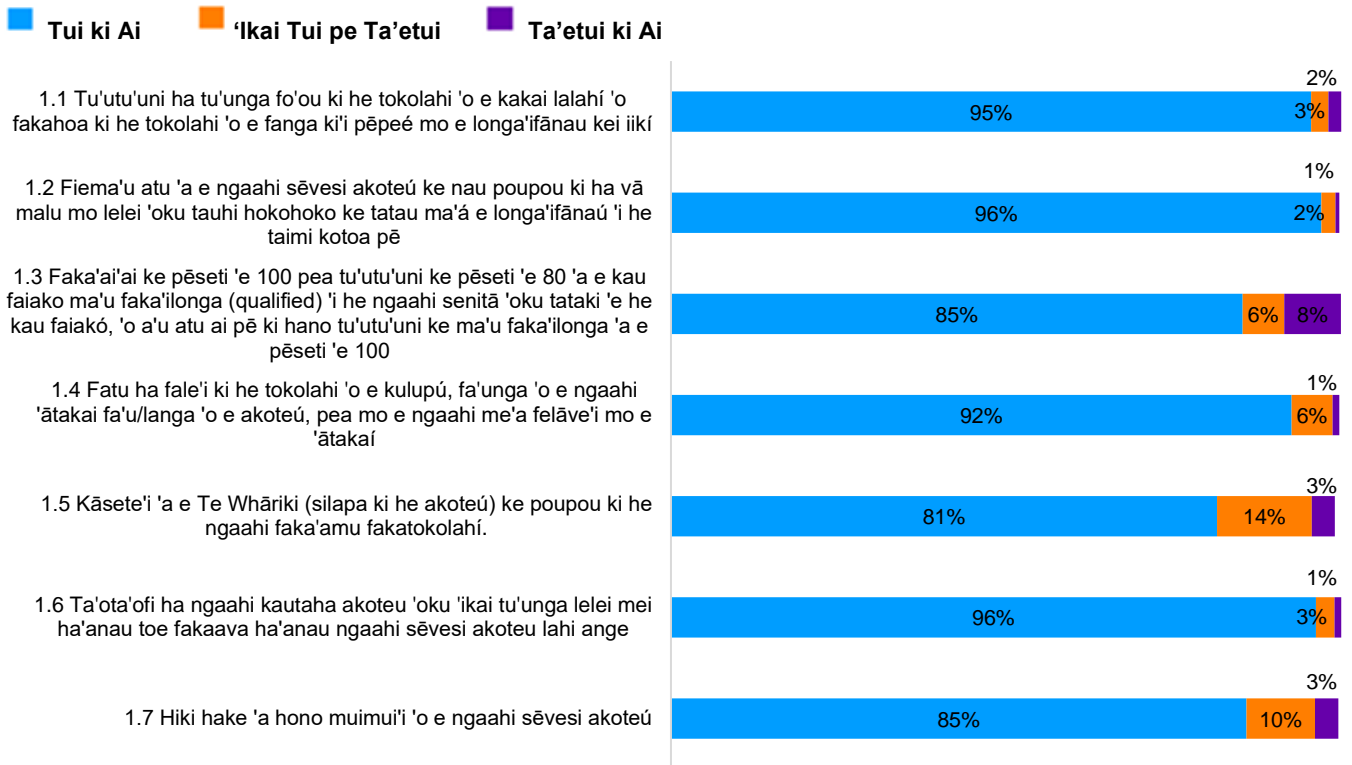 Tui ki Ai
‘Ikai Tui pe Ta’etui
Ta’etui ki Ai
1.1 Tu'utu'uni ha tu'unga fo'ou ki he tokolahi 'o e kakai lalahí 'o
fakahoa ki he tokolahi 'o e fanga ki'i pēpeé mo e longa'ifānau kei iikí
95%
3%
2%
1.2 Fiema'u atu 'a e ngaahi sēvesi akoteú ke nau poupou ki ha vā
malu mo lelei 'oku tauhi hokohoko ke tatau ma'á e longa'ifānaú 'i he
taimi kotoa pē
96%
2%
1%
1.3 Faka'ai'ai ke pēseti 'e 100 pea tu'utu'uni ke pēseti 'e 80 'a e kau
faiako ma'u faka'ilonga (qualified) 'i he ngaahi senitā 'oku tataki 'e he
kau faiakó, 'o a'u atu ai pē ki hano tu'utu'uni ke ma'u faka'ilonga 'a e
pēseti 'e 100
85%
6%
8%
1.4 Fatu ha fale'i ki he tokolahi 'o e kulupú, fa'unga 'o e ngaahi
'ātakai fa'u/langa 'o e akoteú, pea mo e ngaahi me'a felāve'i mo e
'ātakaí
92%
6%
1%
1.5 Kāsete'i 'a e Te Whāriki (silapa ki he akoteú) ke poupou ki he
ngaahi faka'amu fakatokolahí.
81%
14%
3%
1.6 Ta'ota'ofi ha ngaahi kautaha akoteu 'oku 'ikai tu'unga lelei mei
ha'anau toe fakaava ha'anau ngaahi sēvesi akoteu lahi ange
96%
3%
1%
1.7 Hiki hake 'a hono muimui'i 'o e ngaahi sēvesi akoteú
85%
10%
3%